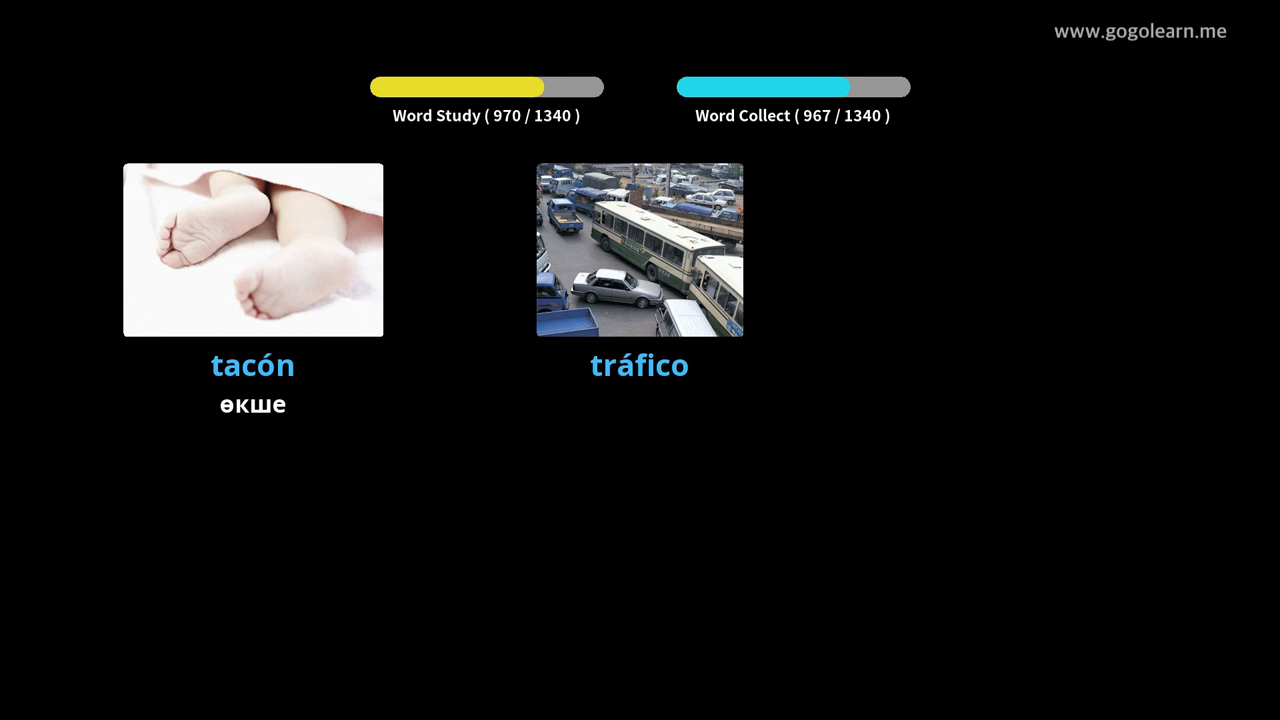 www.gogolearn.me
Word Study ( 970 / 1340 )
Word Collect ( 967 / 1340 )
tacón
tráfico
өкше